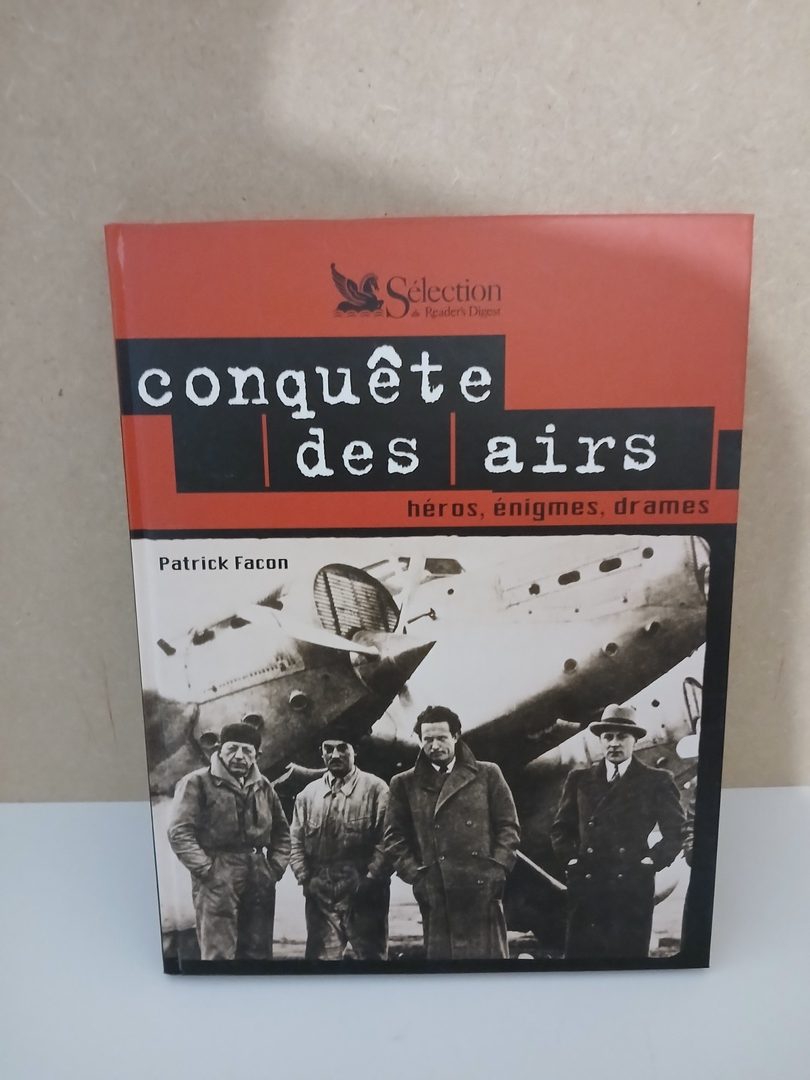 Sélection
du Reader's Digest
conquête
des airs
héros, énigmes, drames
Patrick Facon